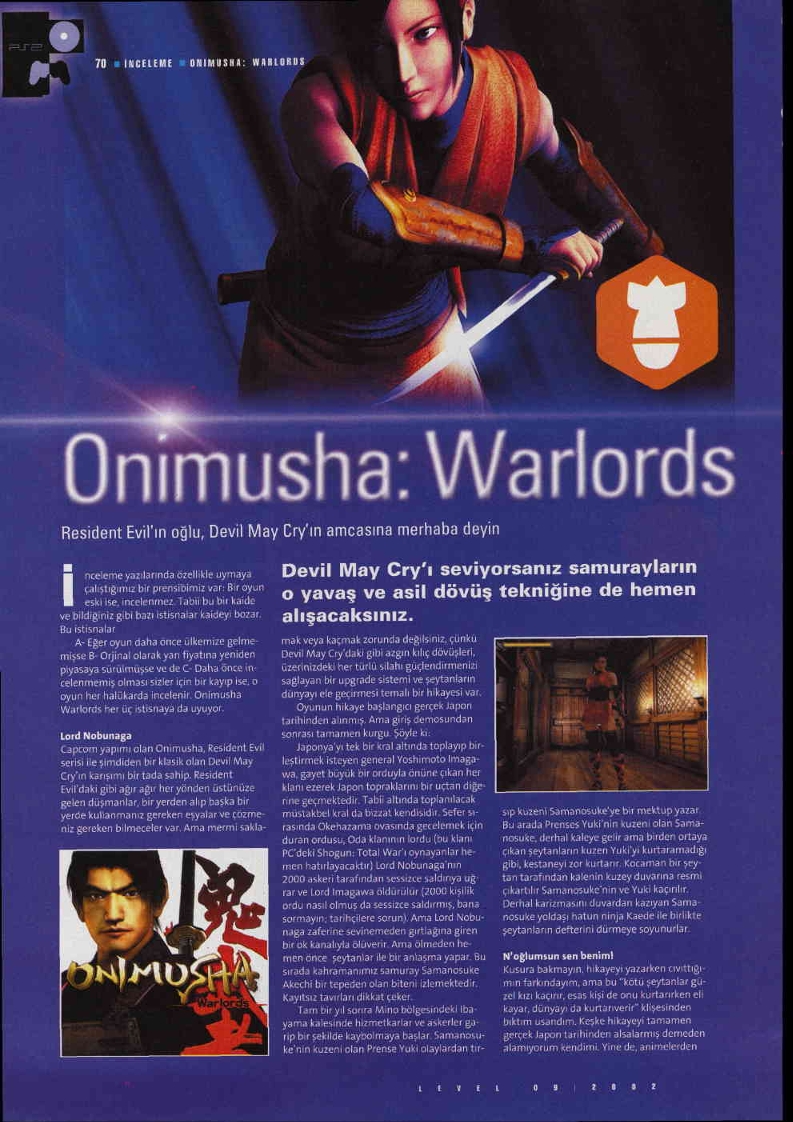 PS2
70 ■ İNCELEME ■ ONIMUSHA: WARLORDS
Onimusha: Warlords
Resident Evil'ın oğlu, Devil May Cry'ın amcasına merhaba deyin
inceleme yazılarında özellikle uymaya
çalıştığımız bir prensibimiz var: Bir oyun
eski ise, incelenmez. Tabii bu bir kaide
ve bildiğiniz gibi bazı istisnalar kaideyi bozar.
Bu istisnalar
A- Eğer oyun daha önce ülkemize gelme-
mişse B- Orjinal olarak yarı fiyatına yeniden
piyasaya sürülmüşse ve de C- Daha önce in-
celenmemiş olması sizler için bir kayıp ise, o
oyun her halükarda incelenir. Onimusha
Warlords her üç istisnaya da uyuyor.
Lord Nobunaga
Capcom yapımı olan Onimusha, Resident Evil
serisi ile şimdiden bir klasik olan Devil May
Cry'ın karışımı bir tada sahip. Resident
Evil'daki gibi ağır ağır her yönden üstünüze
gelen düşmanlar, bir yerden alıp başka bir
yerde kullanmanız gereken eşyalar ve çözme-
niz gereken bilmeceler var. Ama mermi sakla-
ONIMUSHA
Warlords
鬼武者
Devil May Cry'ı seviyorsanız samurayların
o yavaş ve asil dövüş tekniğine de hemen
alışacaksınız.
mak veya kaçmak zorunda değilsiniz, çünkü
Devil May Cry'daki gibi azgın kılıç dövüşleri,
üzerinizdeki her türlü silahı güçlendirmenizi
sağlayan bir upgrade sistemi ve şeytanların
dünyayı ele geçirmesi temalı bir hikayesi var.
Oyunun hikaye başlangıcı gerçek Japon
tarihinden alınmış. Ama giriş demosundan
sonrası tamamen kurgu. Şöyle ki:
Japonya'yı tek bir kral altında toplayıp bir-
leştirmek isteyen general Yoshimoto Imaga-
wa, gayet büyük bir orduyla önüne çıkan her
klanı ezerek Japon topraklarını bir uçtan diğe-
rine geçmektedir. Tabii altında toplanılacak
müstakbel kral da bizzat kendisidir. Sefer sı-
rasında Okehazama ovasında gecelemek için
duran ordusu, Oda klanının lordu (bu klanı
PC'deki Shogun: Total War'ı oynayanlar he-
men hatırlayacaktır) Lord Nobunaga'nın
2000 askeri tarafından sessizce saldırıya uğ-
rar ve Lord Imagawa öldürülür (2000 kişilik
ordu nasıl olmuş da sessizce saldırmış, bana
sormayın; tarihçilere sorun). Ama Lord Nobu-
naga zaferine sevinemeden gırtlağına giren
bir ok kanalıyla ölüverir. Ama ölmeden he-
men önce şeytanlar ile bir anlaşma yapar. Bu
sırada kahramanımız samuray Samanosuke
Akechi bir tepeden olan biteni izlemektedir.
Kayıtsız tavırları dikkat çeker.
Tam bir yıl sonra Mino bölgesindeki Iba-
yama kalesinde hizmetkarlar ve askerler ga-
rip bir şekilde kaybolmaya başlar. Samanosu-
ke'nin kuzeni olan Prense Yuki olaylardan tır-
sıp kuzeni Samanosuke'ye bir mektup yazar.
Bu arada Prenses Yuki'nin kuzeni olan Sama-
nosuke, derhal kaleye gelir ama birden ortaya
çıkan şeytanların kuzen Yuki'yi kurtaramadığı
gibi, kestaneyi zor kurtarır. Kocaman bir şey-
tan tarafından kalenin kuzey duvarına resmi
çıkartılır Samanosuke'nin ve Yuki kaçırılır.
Derhal karizmasını duvardan kazıyan Sama-
nosuke yoldaşı hatun ninja Kaede ile birlikte
şeytanların defterini dürmeye soyunurlar.
N'oğlumsun sen benim!
Kusura bakmayın, hikayeyi yazarken cıvıttığı-
mın farkındayım, ama bu "kötü şeytanlar gü-
zel kızı kaçırır, esas kişi de onu kurtarırken eli
kayar, dünyayı da kurtarıverir" klişesinden
bıktım usandım. Keşke hikayeyi tamamen
gerçek Japon tarihinden alsalarmış demeden
alamıyorum kendimi. Yine de, animelerden
LEVEL 09 | 2002